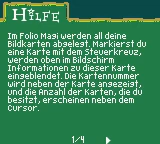 HILFE
Im Folio Magi werden all deine
Bildkarten abgelegt. Markierst du
eine Karte mit dem Steuerkreuz,
werden oben im Bildschirm
Informationen zu dieser Karte
eingeblendet. Die Kartennummer
wird neben der Karte angezeigt,
und die Anzahl der Karten, die du
besitzt, erscheinen neben dem
Cursor.
1/4